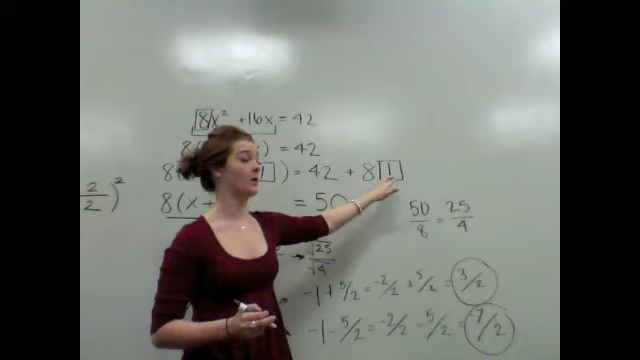 8x² +16x = 42
8( ) = 42
8( 1 ) = 42 + 8 1
2/2 )²
8(x + = 50
50/8 = 25/4
→ √25/√4
-1 + 5/2 = -2/2 + 5/2 = 3/2
-1 - 5/2 = -2/2 - 5/2 = 7/2